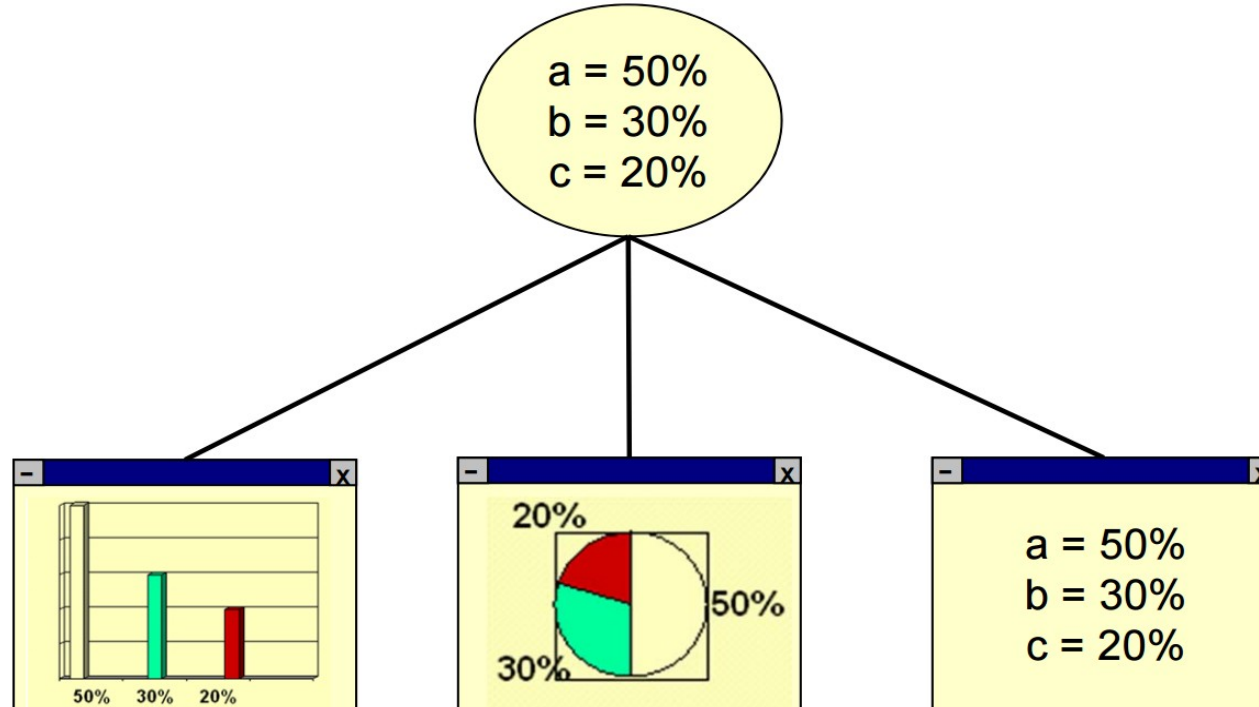 a = 50%
b = 30%
c = 20%
– x
50% 30% 20%
– x
20%
50%
30%
– x
a = 50%
b = 30%
c = 20%